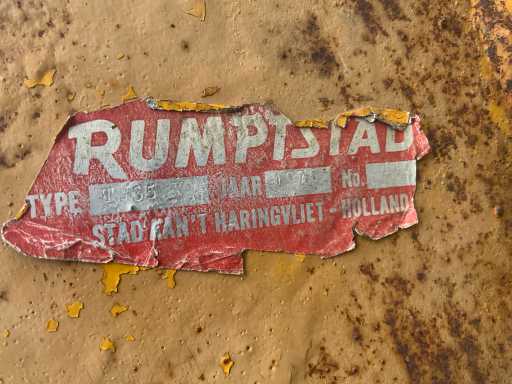 RUMPTSTAD
TYPE JAAR No.
STAD AAN'T HARINGVLIET - HOLLAND